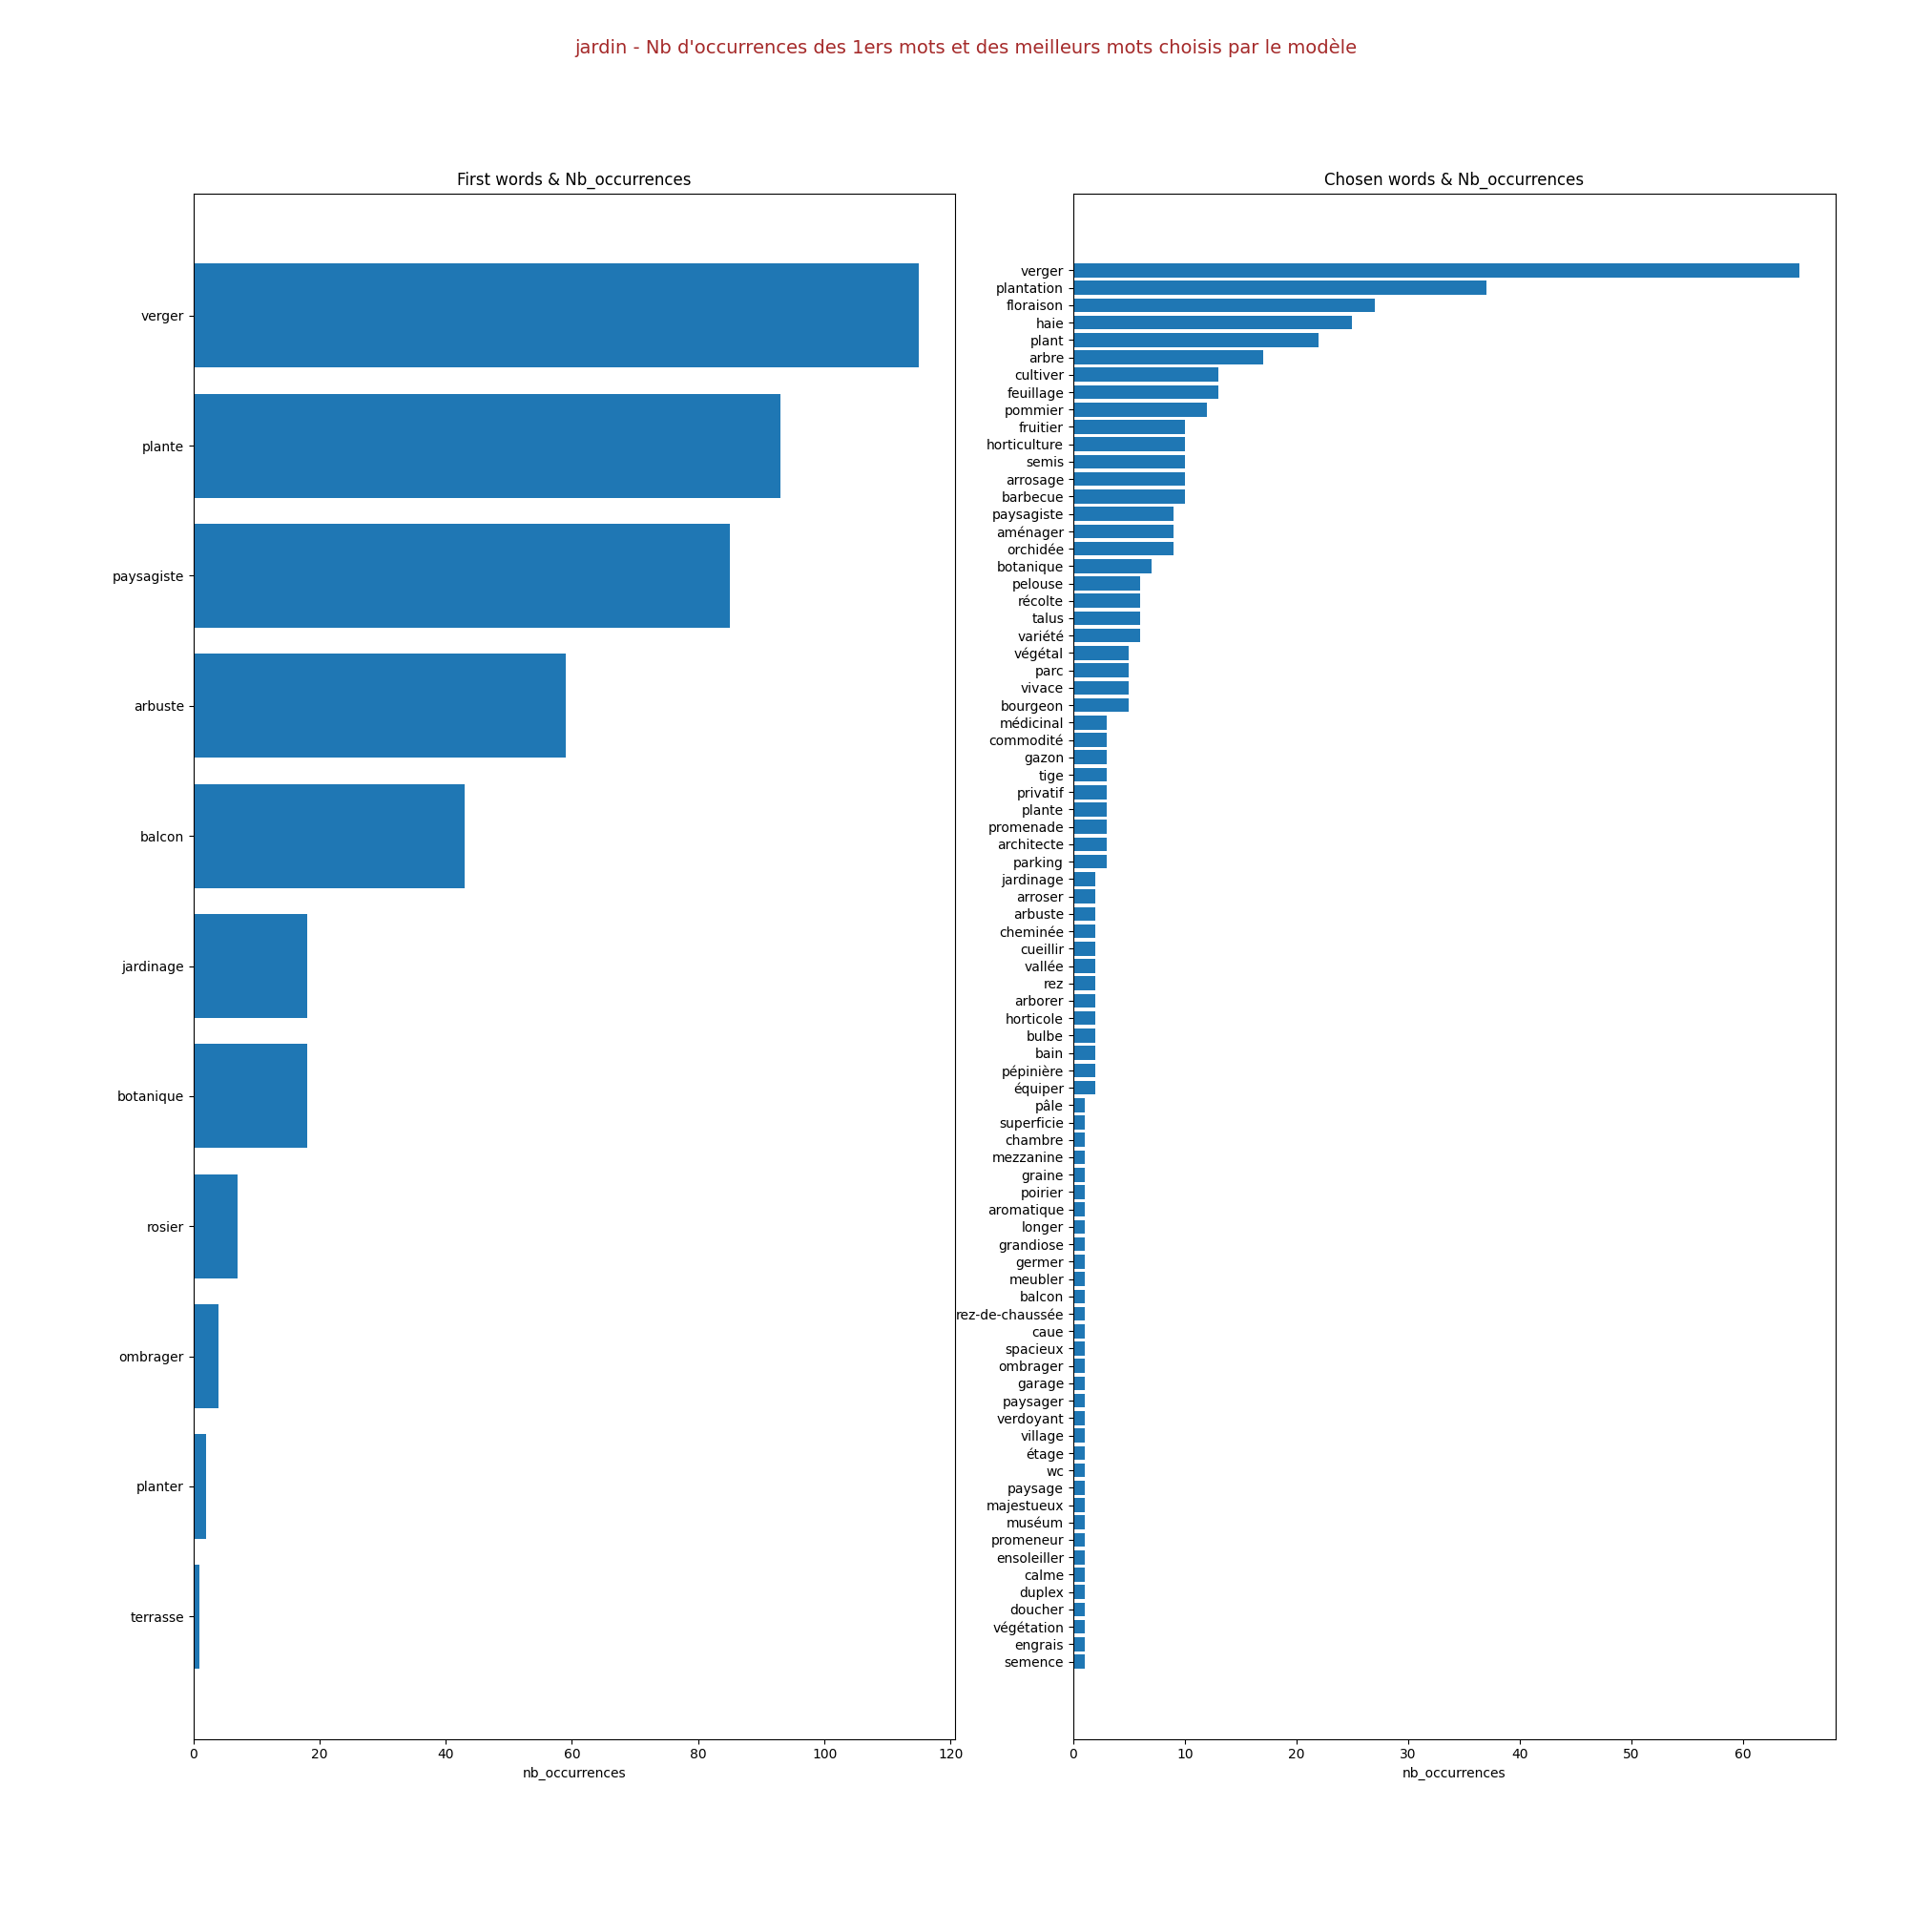 jardin - Nb d'occurrences des 1ers mots et des meilleurs mots choisis par le modèle
First words & Nb_occurrences
verger
plante
paysagiste
arbuste
balcon
jardinage
botanique
rosier
ombrager
planter
terrasse
0 20 40 60 80 100 120
nb_occurrences
Chosen words & Nb_occurrences
verger
plantation
floraison
haie
plant
arbre
cultiver
feuillage
pommier
fruitier
horticulture
semis
arrosage
barbecue
paysagiste
aménager
orchidée
botanique
pelouse
récolte
talus
variété
végétal
parc
vivace
bourgeon
médicinal
commodité
gazon
tige
privatif
plante
promenade
architecte
parking
jardinage
arroser
arbuste
cheminée
cueillir
vallée
rez
arborer
horticole
bulbe
bain
pépinière
équiper
pâle
superficie
chambre
mezzanine
graine
poirier
aromatique
longer
grandiose
germer
meubler
balcon
rez-de-chaussée
caue
spacieux
ombrager
garage
paysager
verdoyant
village
étage
wc
paysage
majestueux
muséum
promeneur
ensoleiller
calme
duplex
doucher
végétation
engrais
semence
0 10 20 30 40 50 60
nb_occurrences